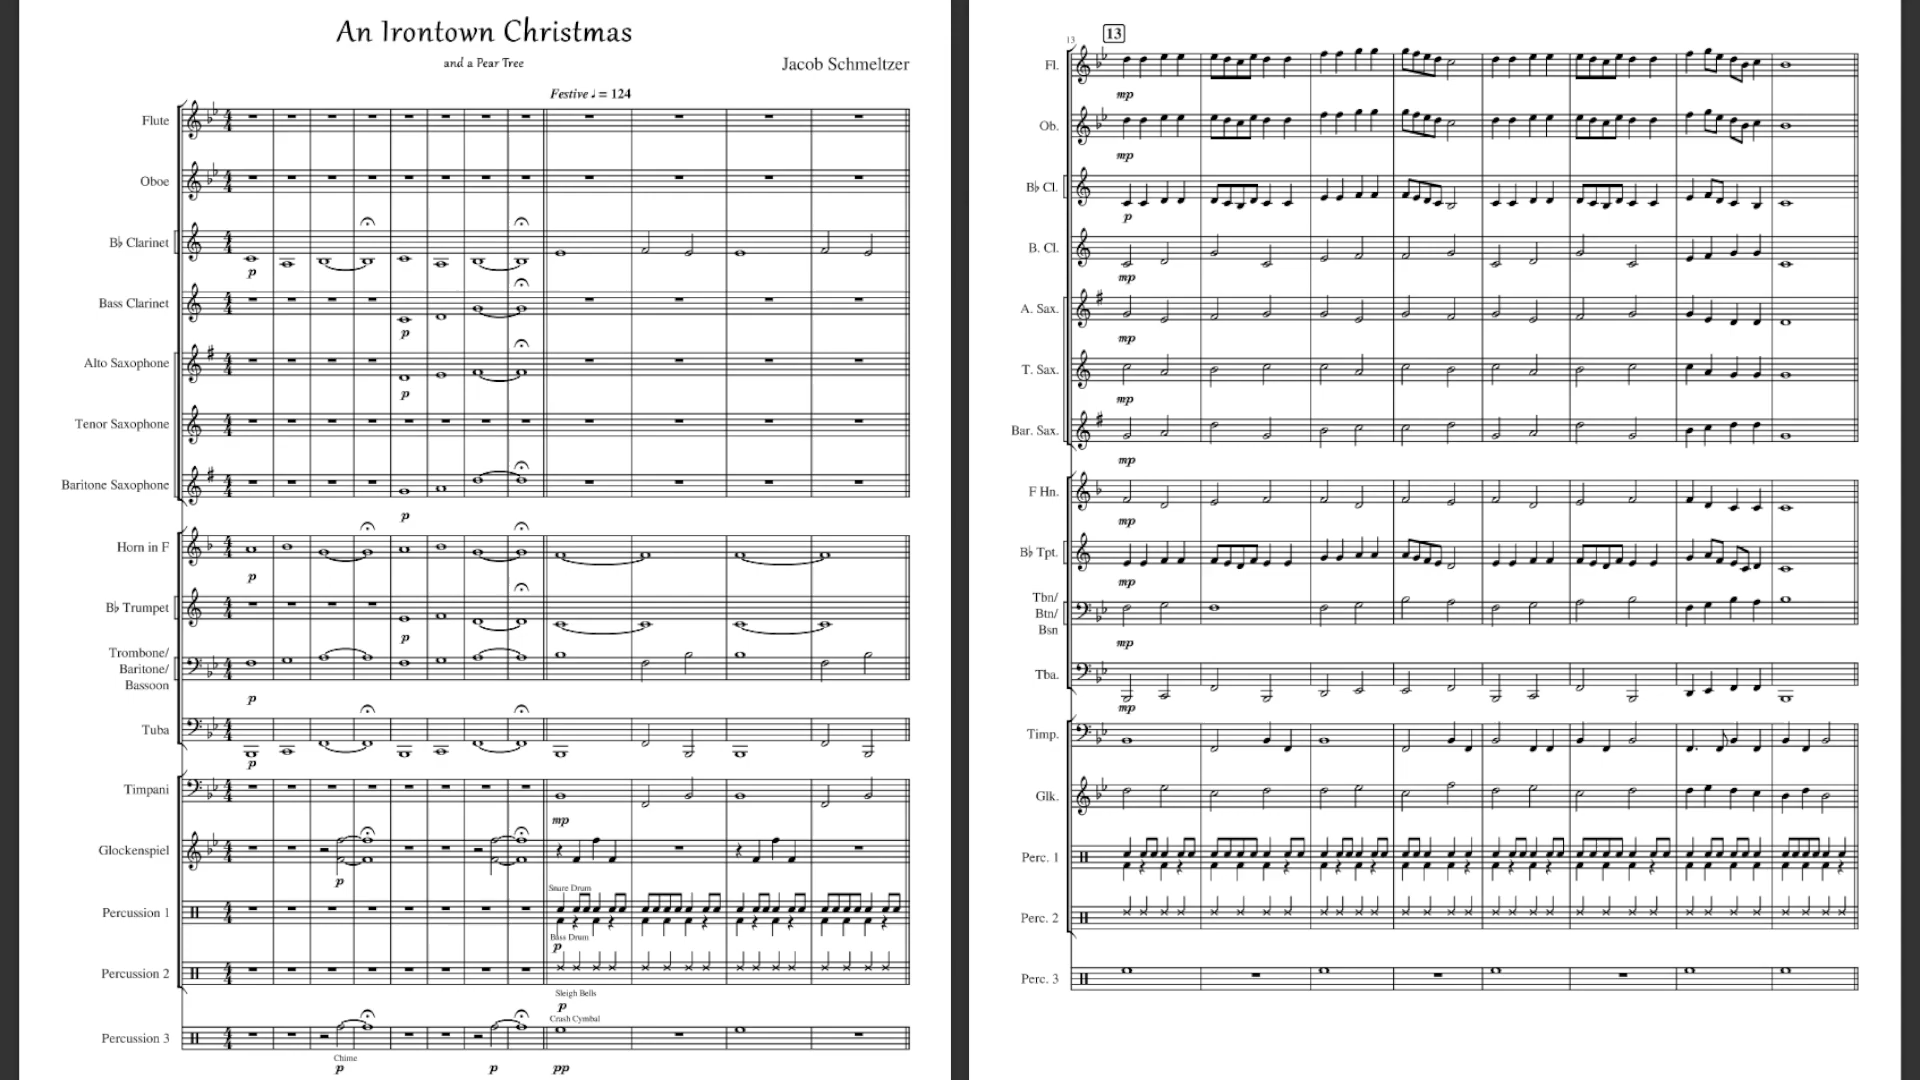 An Irontown Christmas
and a Pear Tree
Jacob Schmeltzer
Festive ♩ = 124
Flute
Oboe
B♭ Clarinet
p
Bass Clarinet
p
Alto Saxophone
p
Tenor Saxophone
Baritone Saxophone
p
Horn in F
p
B♭ Trumpet
p
Trombone/
Baritone/
Bassoon
p
Tuba
p
Timpani
mp
Glockenspiel
p
Snare Drum
Percussion 1
Bass Drum
p
Percussion 2
Sleigh Bells
p
Crash Cymbal
Percussion 3
Chime
p p pp
13
13
Fl.
mp
Ob.
mp
B♭ Cl.
p
B. Cl.
mp
A. Sax.
mp
T. Sax.
mp
Bar. Sax.
mp
F Hn.
mp
B♭ Tpt.
mp
Tbn/
Btn/
Bsn
mp
Tba.
mp
Timp.
Glk.
Perc. 1
Perc. 2
Perc. 3